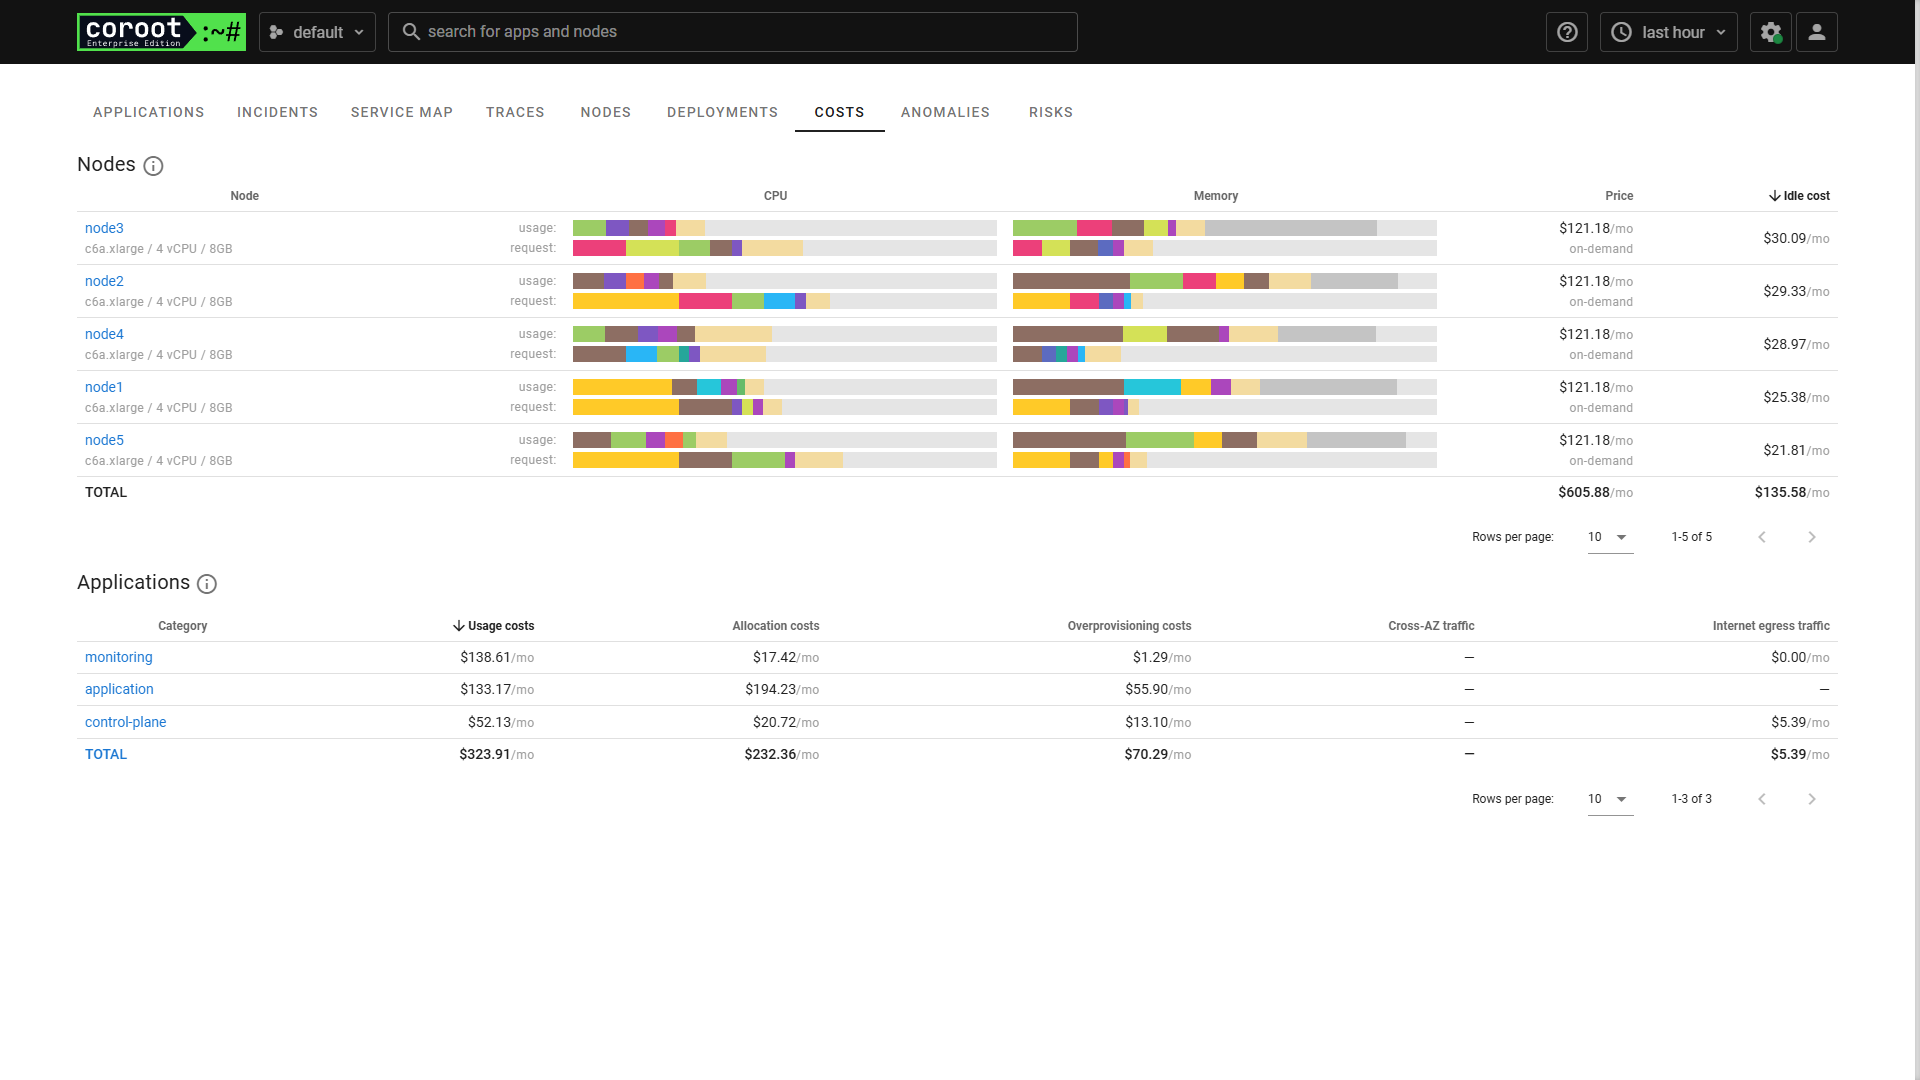 coroot :~#
Enterprise Edition
default
search for apps and nodes
last hour
APPLICATIONS INCIDENTS SERVICE MAP TRACES NODES DEPLOYMENTS COSTS ANOMALIES RISKS
Nodes
Node CPU Memory Price Idle cost
node3 usage: $121.18/mo $30.09/mo
c6a.xlarge / 4 vCPU / 8GB request: on-demand
node2 usage: $121.18/mo $29.33/mo
c6a.xlarge / 4 vCPU / 8GB request: on-demand
node4 usage: $121.18/mo $28.97/mo
c6a.xlarge / 4 vCPU / 8GB request: on-demand
node1 usage: $121.18/mo $25.38/mo
c6a.xlarge / 4 vCPU / 8GB request: on-demand
node5 usage: $121.18/mo $21.81/mo
c6a.xlarge / 4 vCPU / 8GB request: on-demand
TOTAL $605.88/mo $135.58/mo
Rows per page: 10 1-5 of 5
Applications
Category Usage costs Allocation costs Overprovisioning costs Cross-AZ traffic Internet egress traffic
monitoring $138.61/mo $17.42/mo $1.29/mo — $0.00/mo
application $133.17/mo $194.23/mo $55.90/mo — —
control-plane $52.13/mo $20.72/mo $13.10/mo — $5.39/mo
TOTAL $323.91/mo $232.36/mo $70.29/mo — $5.39/mo
Rows per page: 10 1-3 of 3